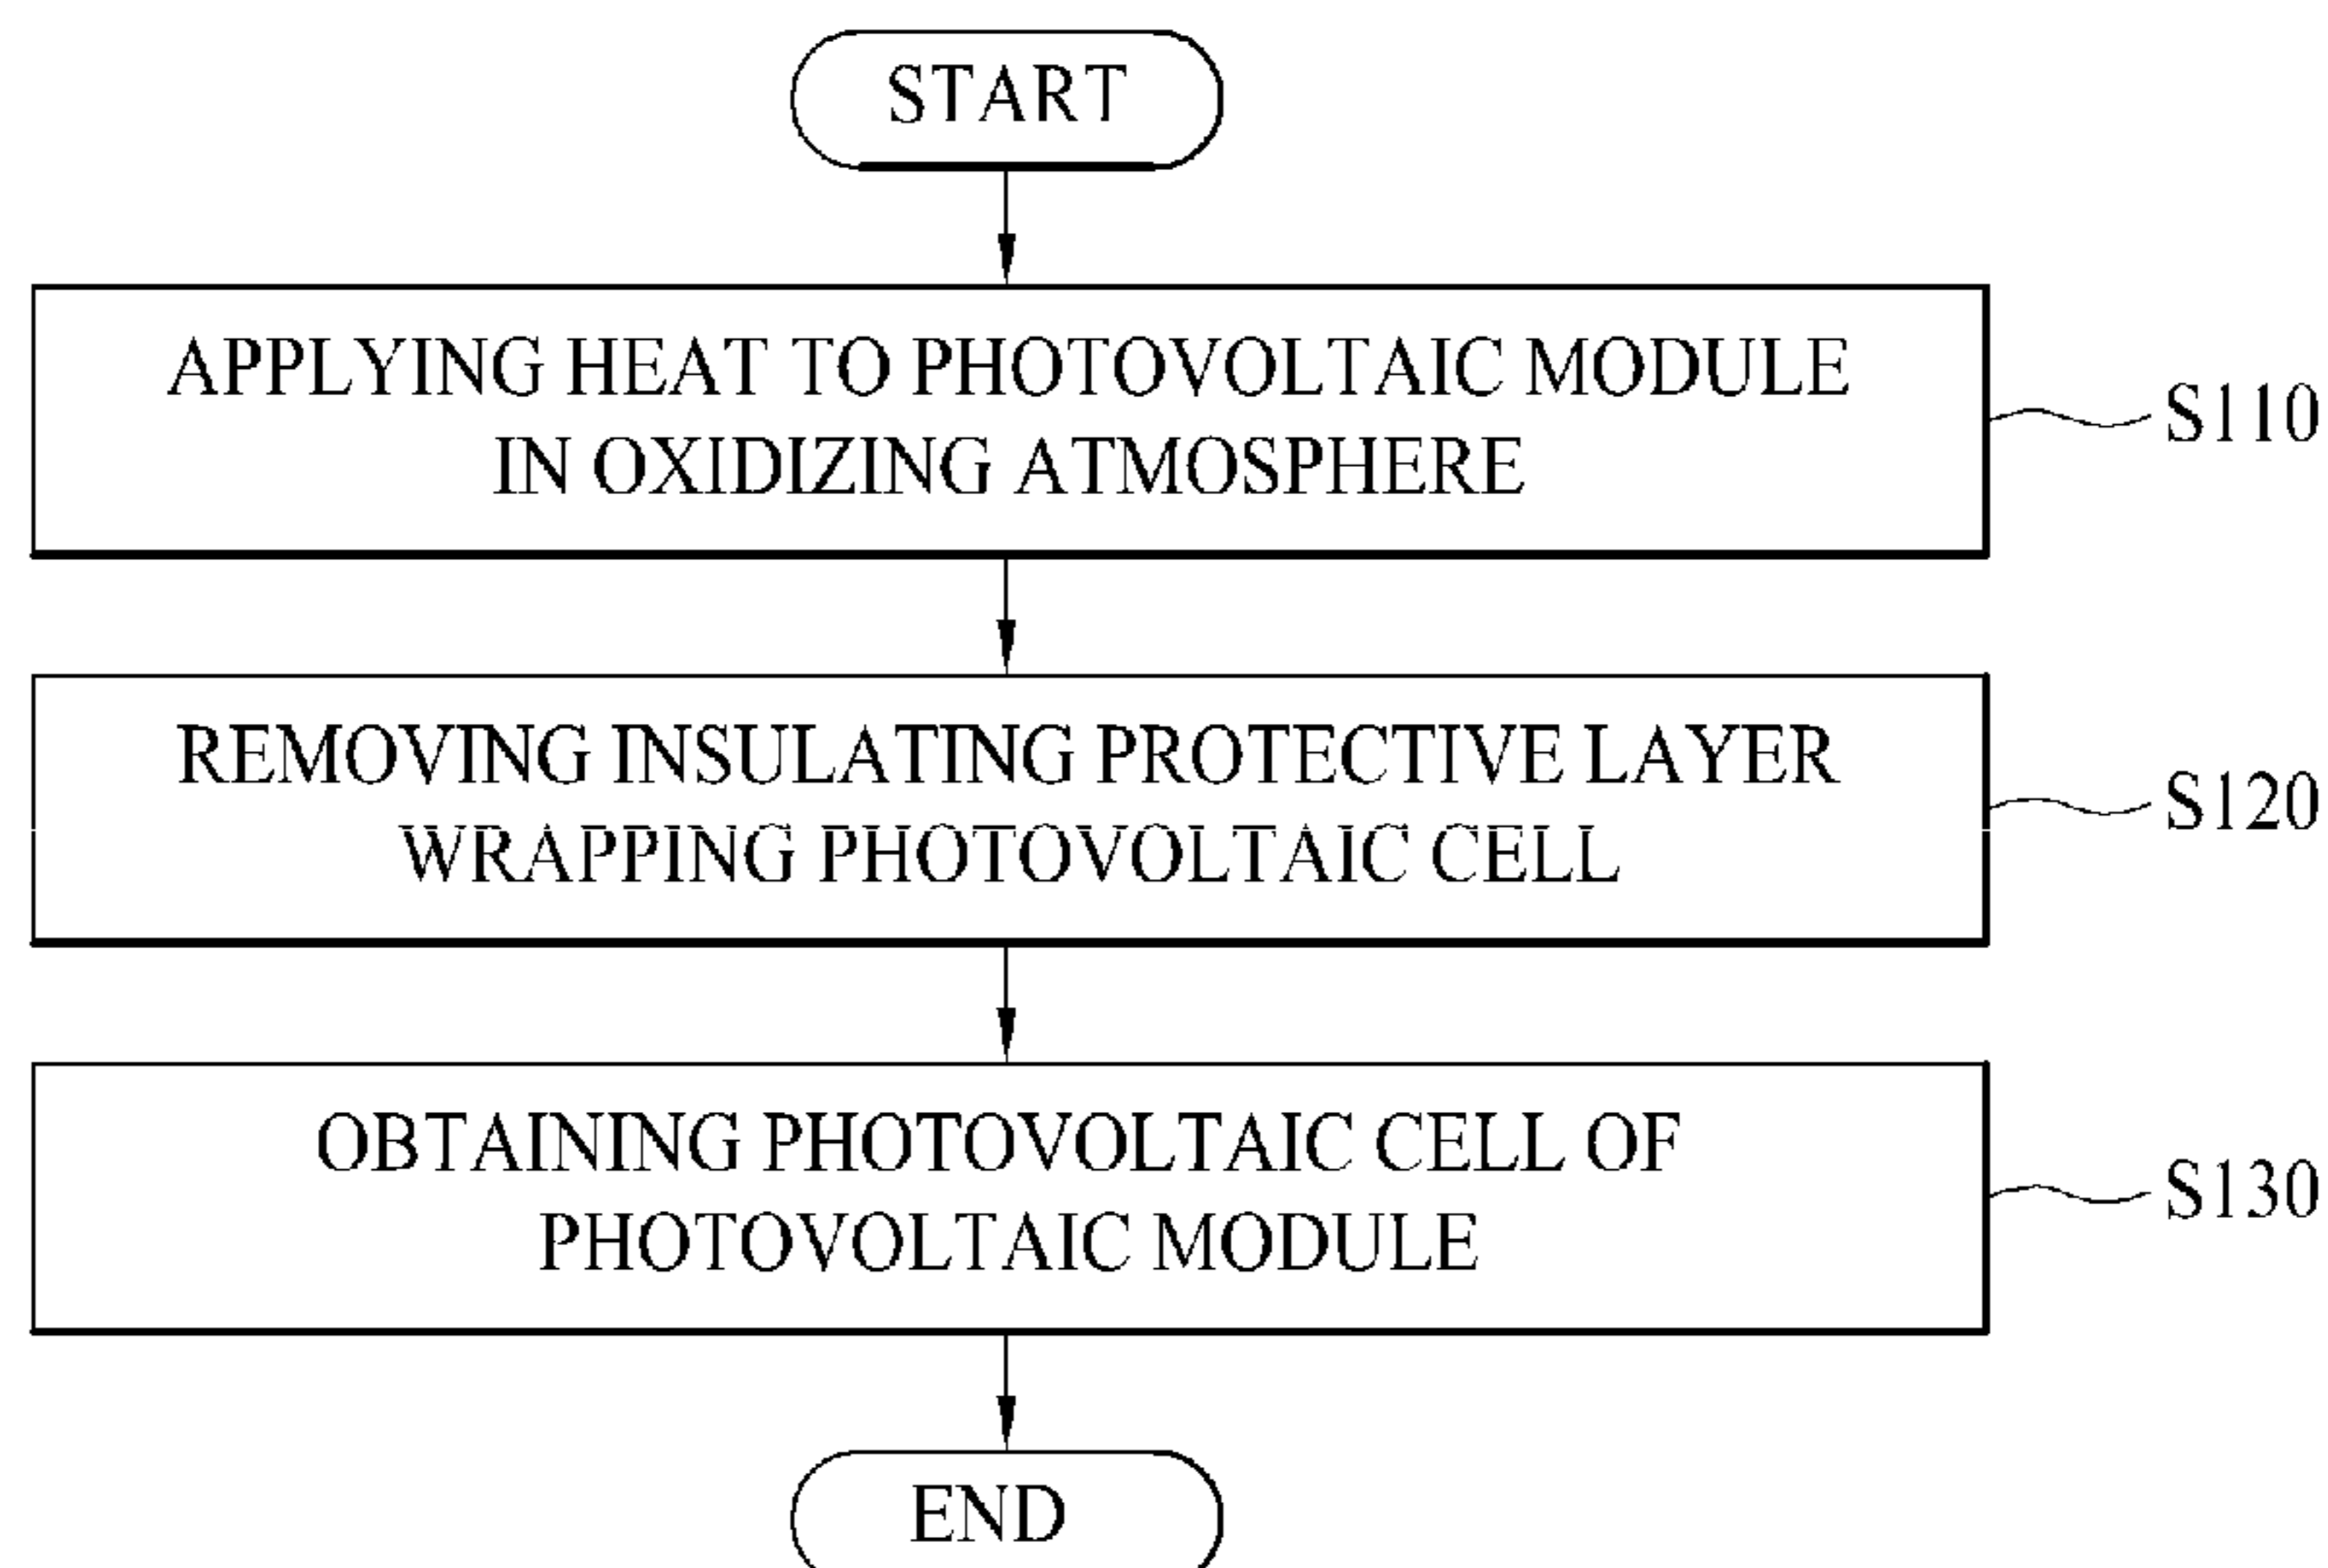 START
APPLYING HEAT TO PHOTOVOLTAIC MODULE
IN OXIDIZING ATMOSPHERE
S110
REMOVING INSULATING PROTECTIVE LAYER
WRAPPING PHOTOVOLTAIC CELL
S120
OBTAINING PHOTOVOLTAIC CELL OF
PHOTOVOLTAIC MODULE
S130
END